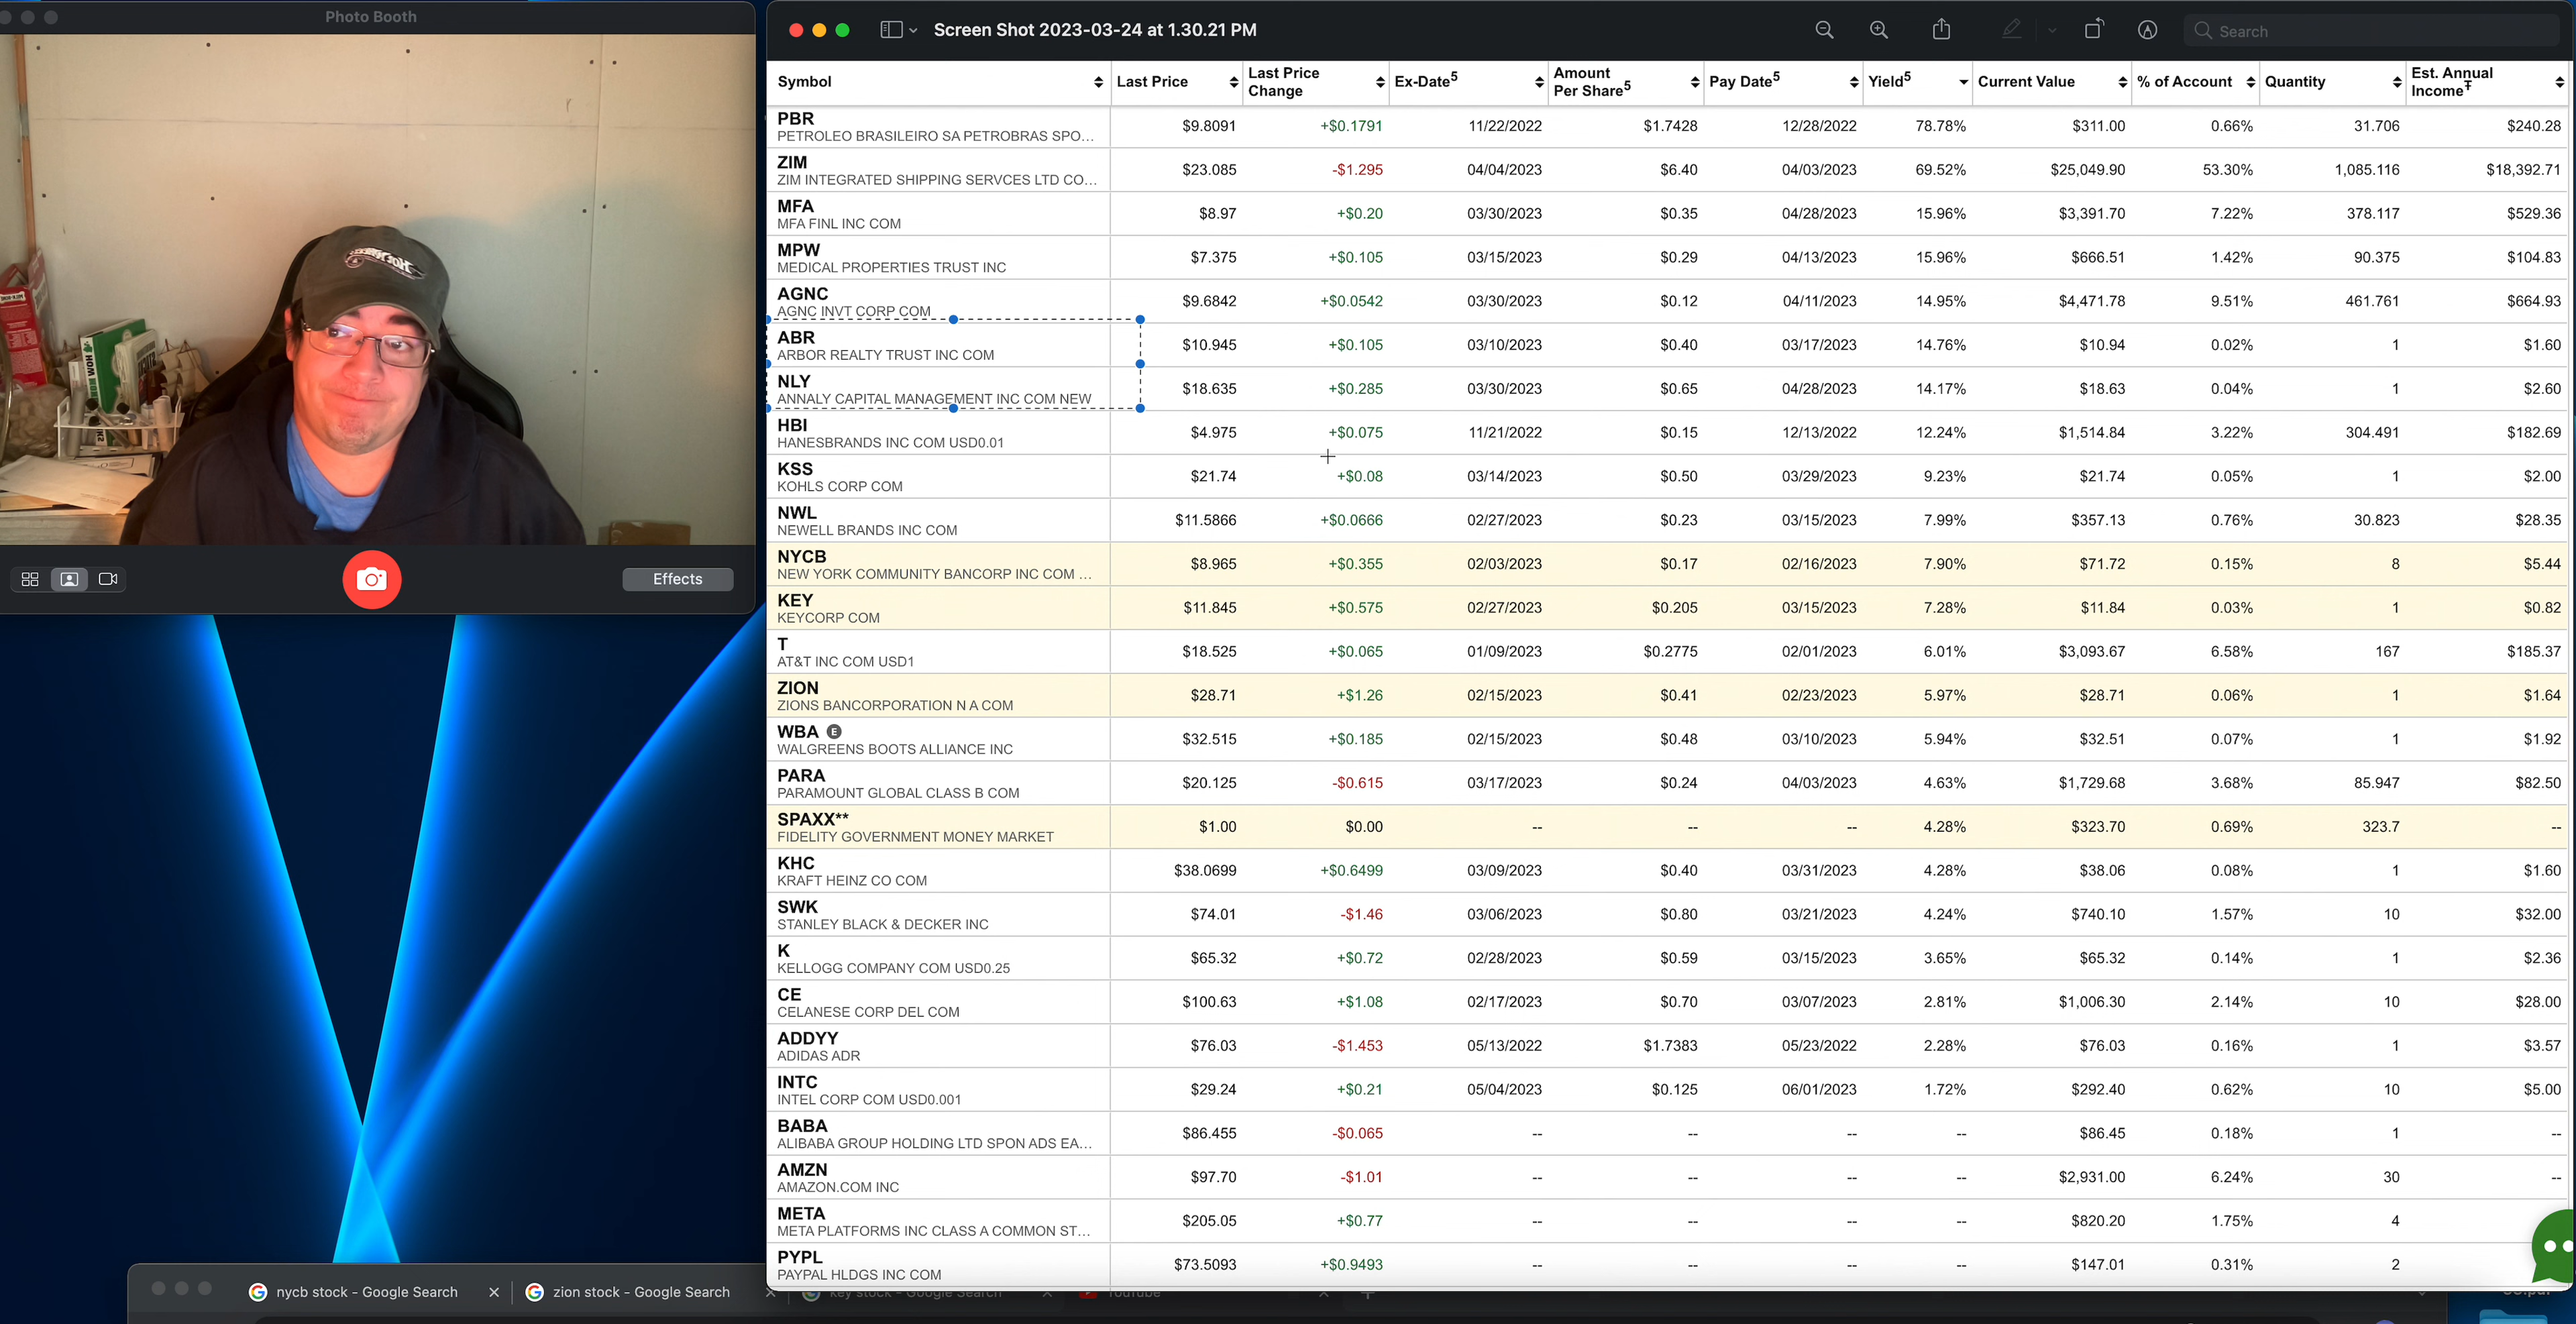 Photo Booth
Effects
Screen Shot 2023-03-24 at 1.30.21 PM
Search
Symbol Last Price Last Price Change Ex-Date5 Amount Per Share5 Pay Date5 Yield5 Current Value % of Account Quantity Est. Annual Income Ŧ
PBR $9.8091 +$0.1791 11/22/2022 $1.7428 12/28/2022 78.78% $311.00 0.66% 31.706 $240.28
PETROLEO BRASILEIRO SA PETROBRAS SPO...
ZIM $23.085 -$1.295 04/04/2023 $6.40 04/03/2023 69.52% $25,049.90 53.30% 1,085.116 $18,392.71
ZIM INTEGRATED SHIPPING SERVCES LTD CO...
MFA $8.97 +$0.20 03/30/2023 $0.35 04/28/2023 15.96% $3,391.70 7.22% 378.117 $529.36
MFA FINL INC COM
MPW $7.375 +$0.105 03/15/2023 $0.29 04/13/2023 15.96% $666.51 1.42% 90.375 $104.83
MEDICAL PROPERTIES TRUST INC
AGNC $9.6842 +$0.0542 03/30/2023 $0.12 04/11/2023 14.95% $4,471.78 9.51% 461.761 $664.93
AGNC INVT CORP COM
ABR $10.945 +$0.105 03/10/2023 $0.40 03/17/2023 14.76% $10.94 0.02% 1 $1.60
ARBOR REALTY TRUST INC COM
NLY $18.635 +$0.285 03/30/2023 $0.65 04/28/2023 14.17% $18.63 0.04% 1 $2.60
ANNALY CAPITAL MANAGEMENT INC COM NEW
HBI $4.975 +$0.075 11/21/2022 $0.15 12/13/2022 12.24% $1,514.84 3.22% 304.491 $182.69
HANESBRANDS INC COM USD0.01
KSS $21.74 +$0.08 03/14/2023 $0.50 03/29/2023 9.23% $21.74 0.05% 1 $2.00
KOHLS CORP COM
NWL $11.5866 +$0.0666 02/27/2023 $0.23 03/15/2023 7.99% $357.13 0.76% 30.823 $28.35
NEWELL BRANDS INC COM
NYCB $8.965 +$0.355 02/03/2023 $0.17 02/16/2023 7.90% $71.72 0.15% 8 $5.44
NEW YORK COMMUNITY BANCORP INC COM ...
KEY $11.845 +$0.575 02/27/2023 $0.205 03/15/2023 7.28% $11.84 0.03% 1 $0.82
KEYCORP COM
T $18.525 +$0.065 01/09/2023 $0.2775 02/01/2023 6.01% $3,093.67 6.58% 167 $185.37
AT&T INC COM USD1
ZION $28.71 +$1.26 02/15/2023 $0.41 02/23/2023 5.97% $28.71 0.06% 1 $1.64
ZIONS BANCORPORATION N A COM
WBA E $32.515 +$0.185 02/15/2023 $0.48 03/10/2023 5.94% $32.51 0.07% 1 $1.92
WALGREENS BOOTS ALLIANCE INC
PARA $20.125 -$0.615 03/17/2023 $0.24 04/03/2023 4.63% $1,729.68 3.68% 85.947 $82.50
PARAMOUNT GLOBAL CLASS B COM
SPAXX** $1.00 $0.00 -- -- -- 4.28% $323.70 0.69% 323.7 --
FIDELITY GOVERNMENT MONEY MARKET
KHC $38.0699 +$0.6499 03/09/2023 $0.40 03/31/2023 4.28% $38.06 0.08% 1 $1.60
KRAFT HEINZ CO COM
SWK $74.01 -$1.46 03/06/2023 $0.80 03/21/2023 4.24% $740.10 1.57% 10 $32.00
STANLEY BLACK & DECKER INC
K $65.32 +$0.72 02/28/2023 $0.59 03/15/2023 3.65% $65.32 0.14% 1 $2.36
KELLOGG COMPANY COM USD0.25
CE $100.63 +$1.08 02/17/2023 $0.70 03/07/2023 2.81% $1,006.30 2.14% 10 $28.00
CELANESE CORP DEL COM
ADDYY $76.03 -$1.453 05/13/2022 $1.7383 05/23/2022 2.28% $76.03 0.16% 1 $3.57
ADIDAS ADR
INTC $29.24 +$0.21 05/04/2023 $0.125 06/01/2023 1.72% $292.40 0.62% 10 $5.00
INTEL CORP COM USD0.001
BABA $86.455 -$0.065 -- -- -- -- $86.45 0.18% 1 --
ALIBABA GROUP HOLDING LTD SPON ADS EA...
AMZN $97.70 -$1.01 -- -- -- -- $2,931.00 6.24% 30 --
AMAZON.COM INC
META $205.05 +$0.77 -- -- -- -- $820.20 1.75% 4
META PLATFORMS INC CLASS A COMMON ST...
PYPL $73.5093 +$0.9493 -- -- -- -- $147.01 0.31% 2
PAYPAL HLDGS INC COM
nycb stock - Google Search zion stock - Google Search key stock - Google Search YouTube